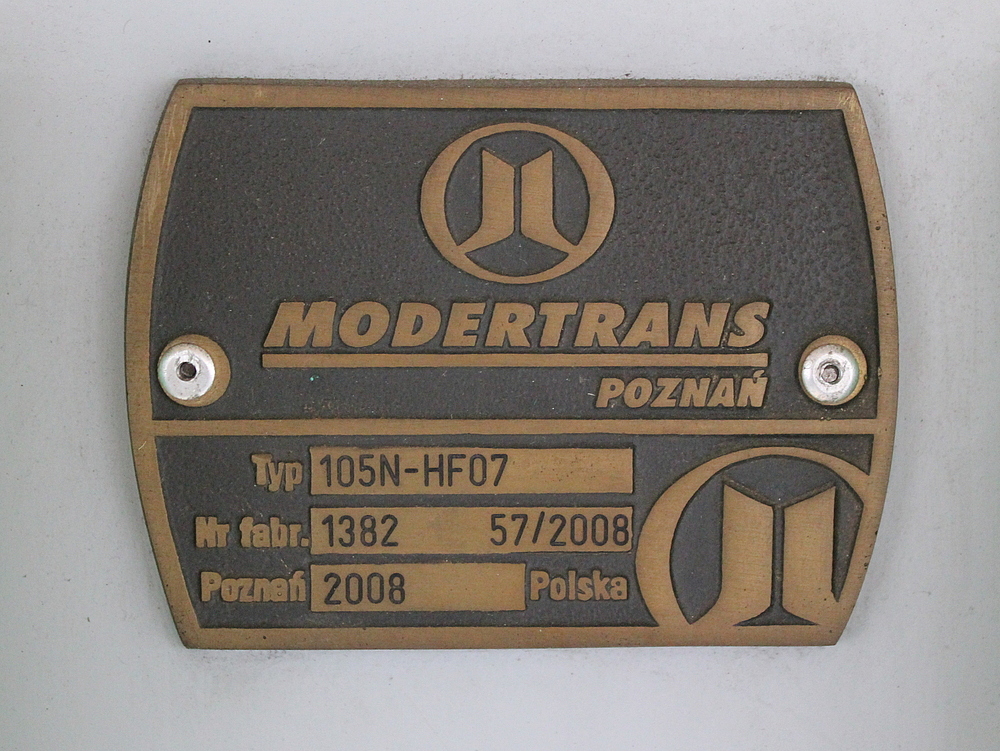 MODERTRANS
POZNAŃ
Typ 105N-HF07
Nr fabr. 1382 57/2008
Poznań 2008 Polska